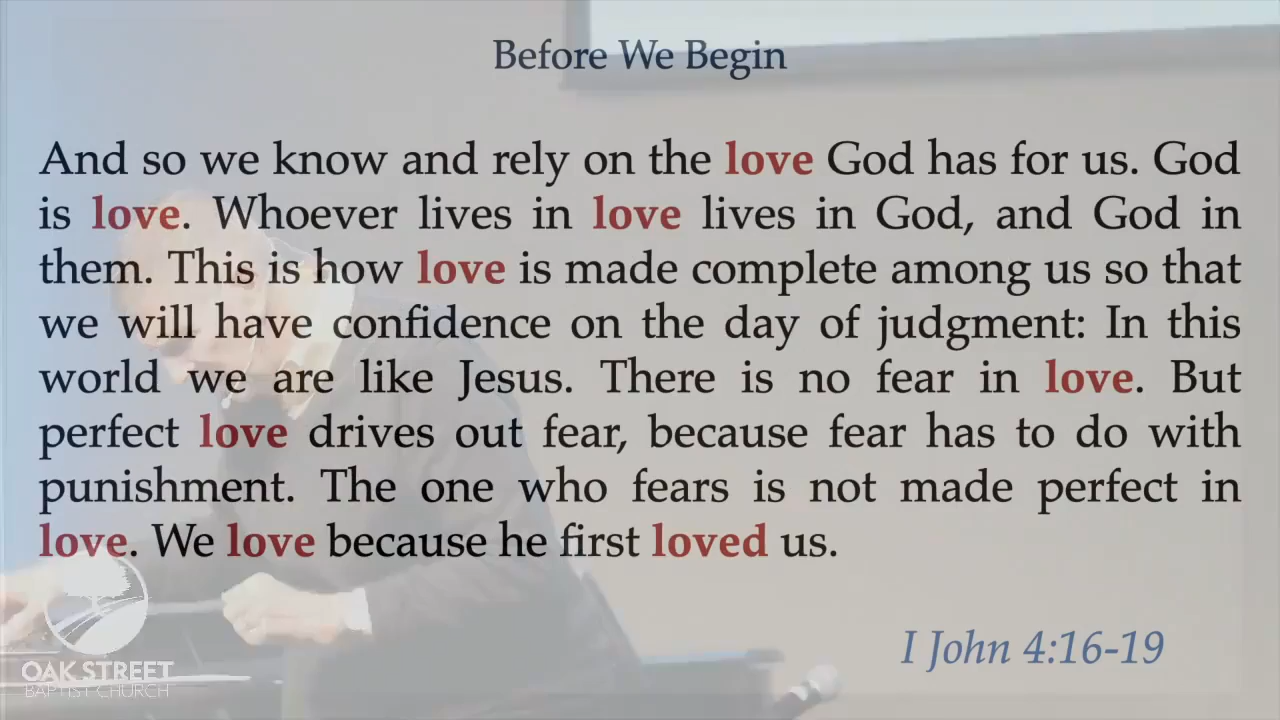 Before We Begin
And so we know and rely on the love God has for us. God
is love. Whoever lives in love lives in God, and God in
them. This is how love is made complete among us so that
we will have confidence on the day of judgment: In this
world we are like Jesus. There is no fear in love. But
perfect love drives out fear, because fear has to do with
punishment. The one who fears is not made perfect in
love. We love because he first loved us.
I John 4:16-19
OAK STREET
BAPTIST CHURCH